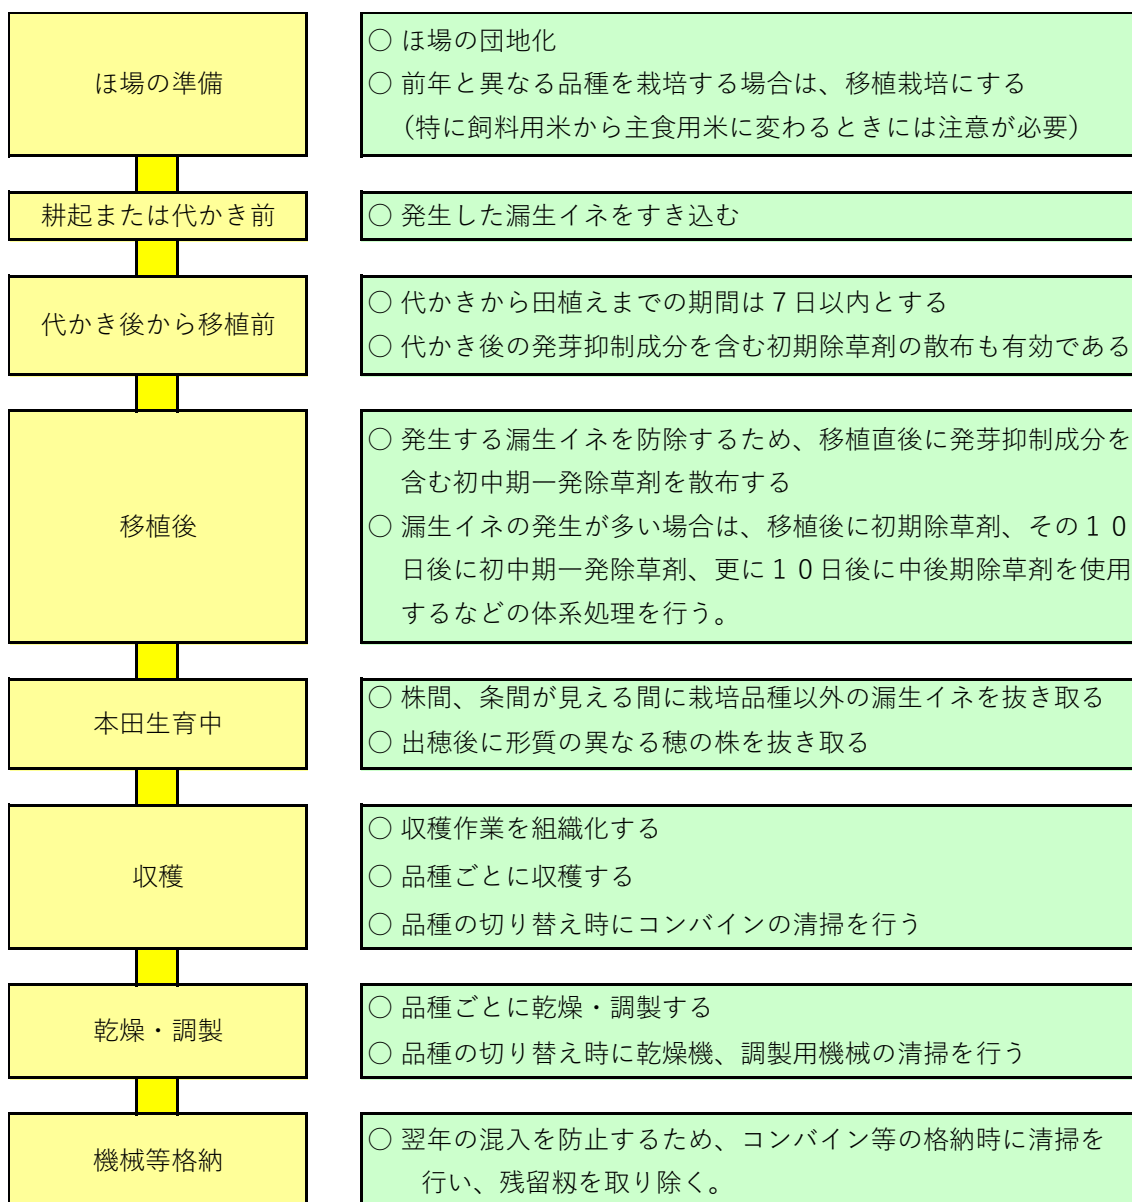 ほ場の準備
○ ほ場の団地化
○ 前年と異なる品種を栽培する場合は、移植栽培にする
（特に飼料用米から主食用米に変わるときには注意が必要）
耕起または代かき前
○ 発生した漏生イネをすき込む
代かき後から移植前
○ 代かきから田植えまでの期間は７日以内とする
○ 代かき後の発芽抑制成分を含む初期除草剤の散布も有効である
移植後
○ 発生する漏生イネを防除するため、移植直後に発芽抑制成分を
含む初中期一発除草剤を散布する
○ 漏生イネの発生が多い場合は、移植後に初期除草剤、その１０
日後に初中期一発除草剤、更に１０日後に中後期除草剤を使用
するなどの体系処理を行う。
本田生育中
○ 株間、条間が見える間に栽培品種以外の漏生イネを抜き取る
○ 出穂後に形質の異なる穂の株を抜き取る
収穫
○ 収穫作業を組織化する
○ 品種ごとに収穫する
○ 品種の切り替え時にコンバインの清掃を行う
乾燥・調製
○ 品種ごとに乾燥・調製する
○ 品種の切り替え時に乾燥機、調製用機械の清掃を行う
機械等格納
○ 翌年の混入を防止するため、コンバイン等の格納時に清掃を
行い、残留籾を取り除く。